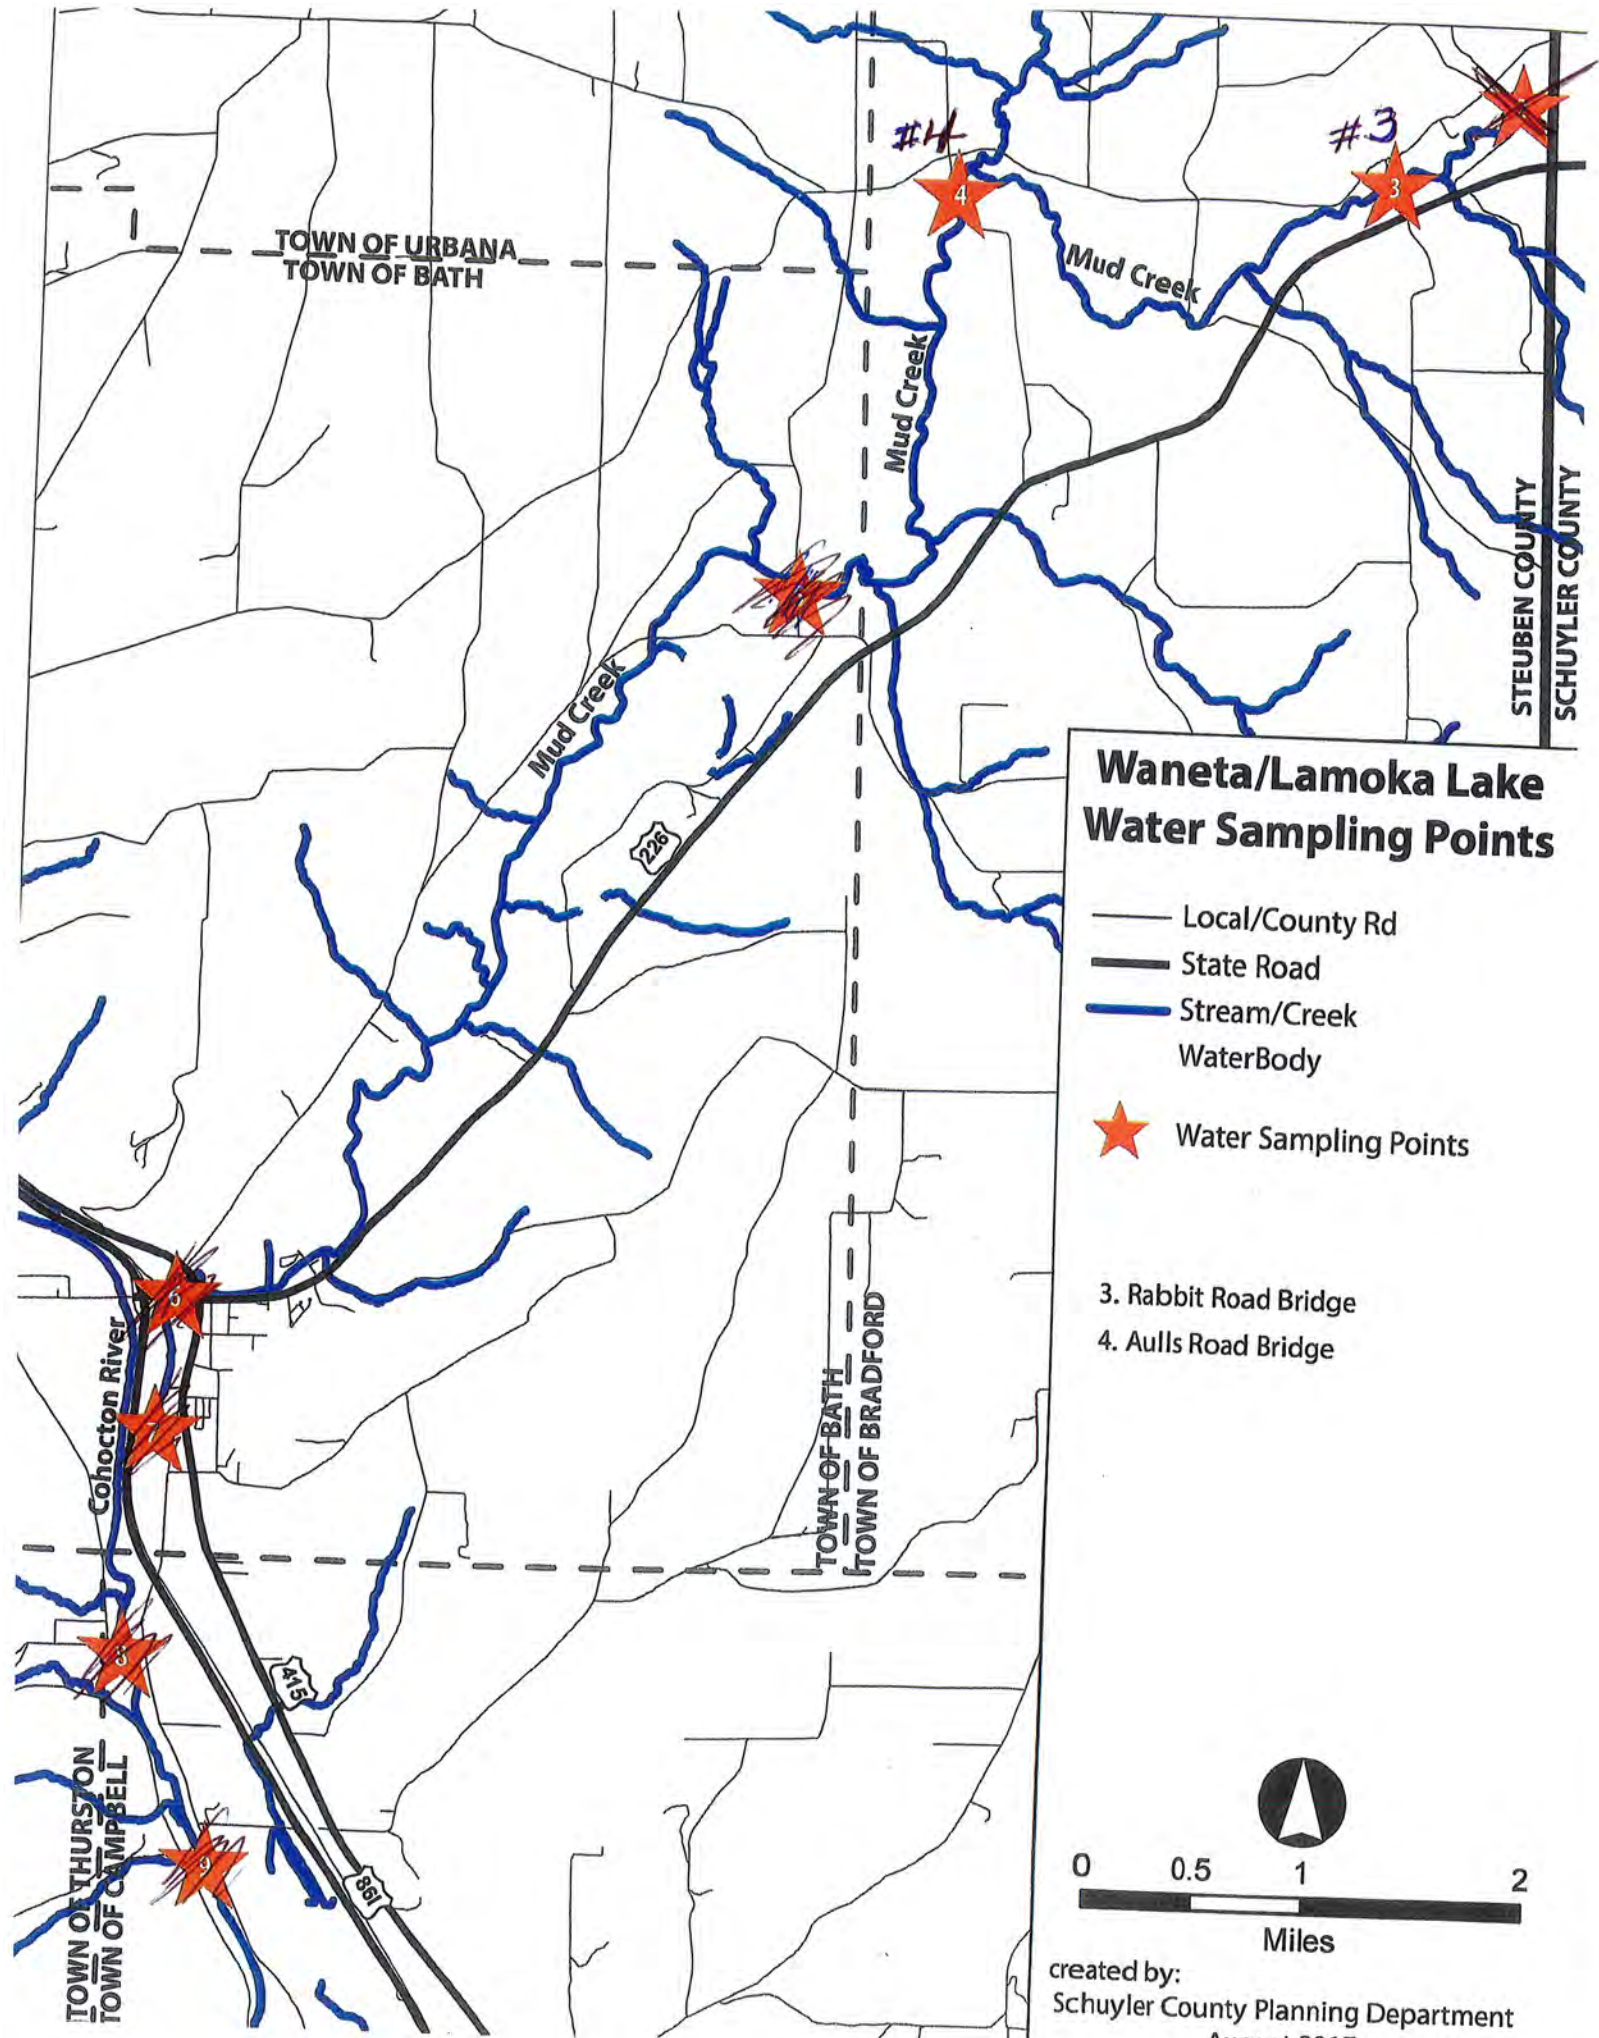 #4
#3
4
3
TOWN OF URBANA
TOWN OF BATH
Mud Creek
Mud Creek
STEUBEN COUNTY
SCHUYLER COUNTY
Mud Creek
226
Waneta/Lamoka Lake
Water Sampling Points
Local/County Rd
State Road
Stream/Creek
WaterBody
Water Sampling Points
3. Rabbit Road Bridge
4. Aulls Road Bridge
6
Cohocton River
7
TOWN OF BATH
TOWN OF BRADFORD
8
415
TOWN OF THURSTON
TOWN OF CAMPBELL
9
I86
0 0.5 1 2
Miles
created by:
Schuyler County Planning Department